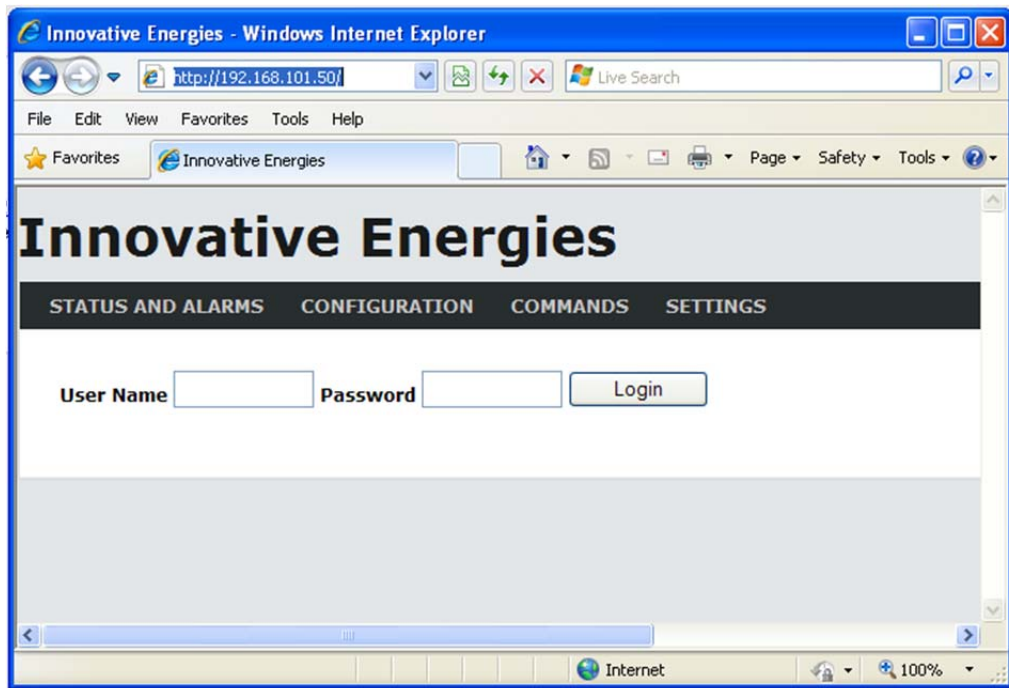 Innovative Energies - Windows Internet Explorer
http://192.168.101.50/
Live Search
File Edit View Favorites Tools Help
Favorites
Innovative Energies
Page Safety Tools
Innovative Energies
STATUS AND ALARMS CONFIGURATION COMMANDS SETTINGS
User Name Password Login
Internet 100%